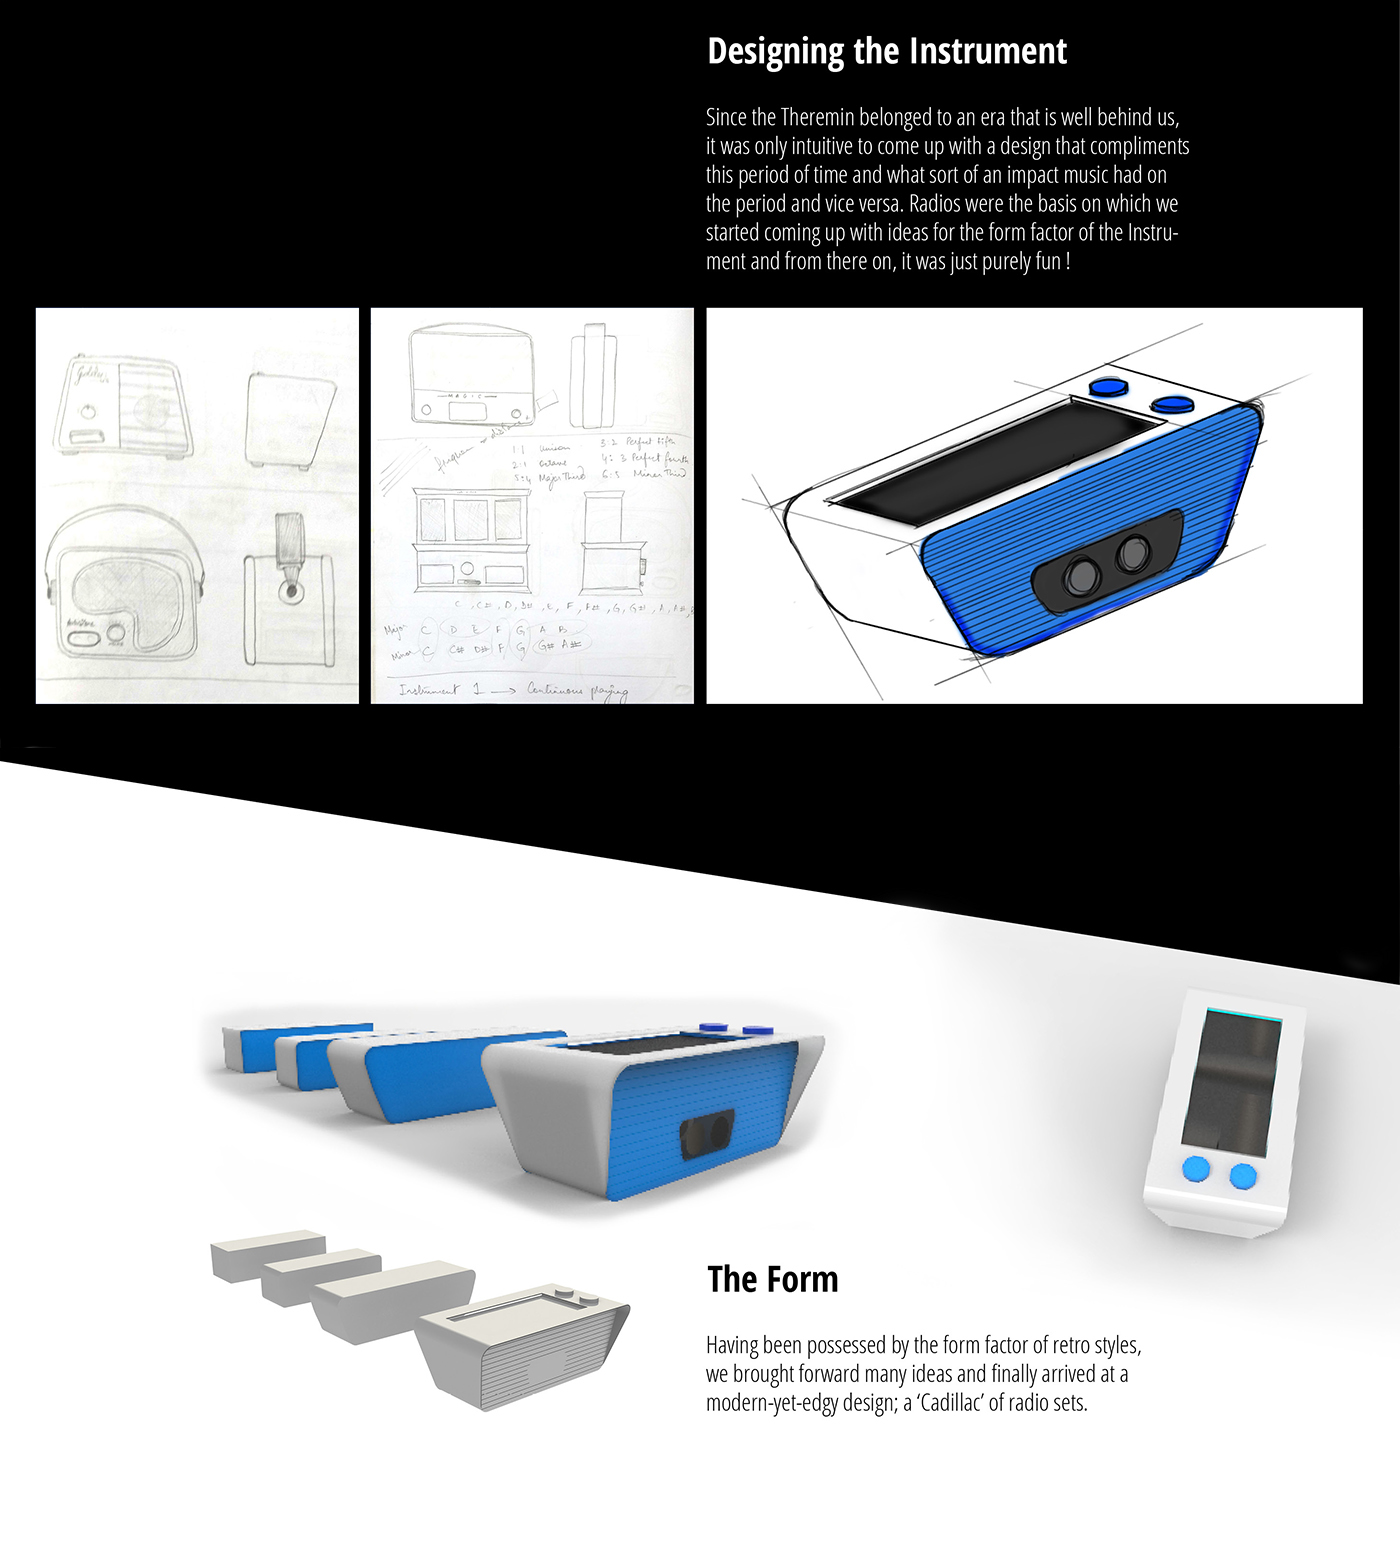 Designing the Instrument
Since the Theremin belonged to an era that is well behind us,
it was only intuitive to come up with a design that compliments
this period of time and what sort of an impact music had on
the period and vice versa. Radios were the basis on which we
started coming up with ideas for the form factor of the Instru-
ment and from there on, it was just purely fun !
MAGIC
distance
1:1 Unison 3:2 Perfect fifth
2:1 Octave 4:3 Perfect fourth
5:4 Major Third 6:5 Minor Third
C, C#, D, D#, E, F, F#, G, G#, A, A#,
Major C D E F G A B
Minor C C# D# F G G# A#
Instrument 1 → Continuous playing
The Form
Having been possessed by the form factor of retro styles,
we brought forward many ideas and finally arrived at a
modern-yet-edgy design; a ‘Cadillac’ of radio sets.